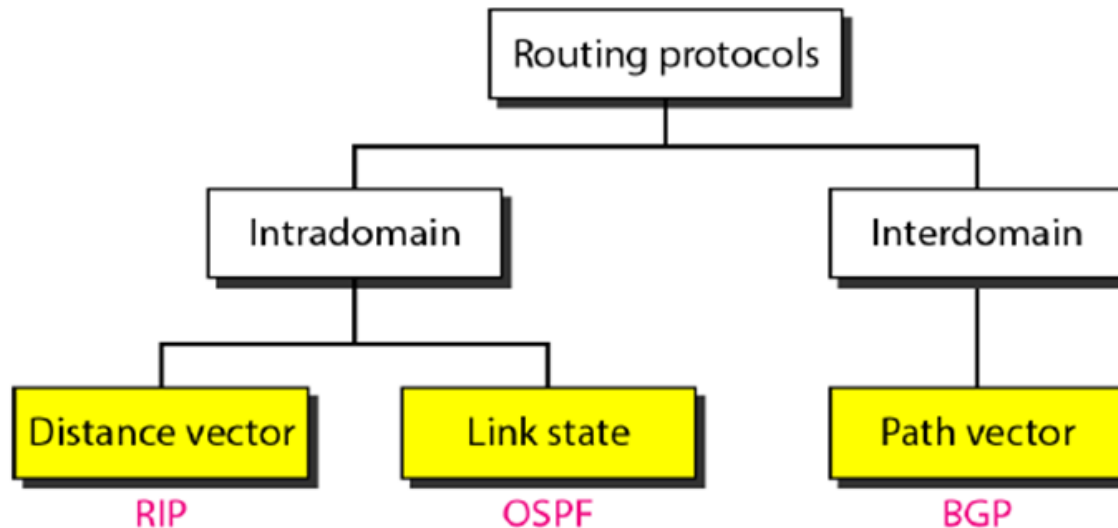 Routing protocols
Intradomain
Interdomain
Distance vector
Link state
Path vector
RIP
OSPF
BGP